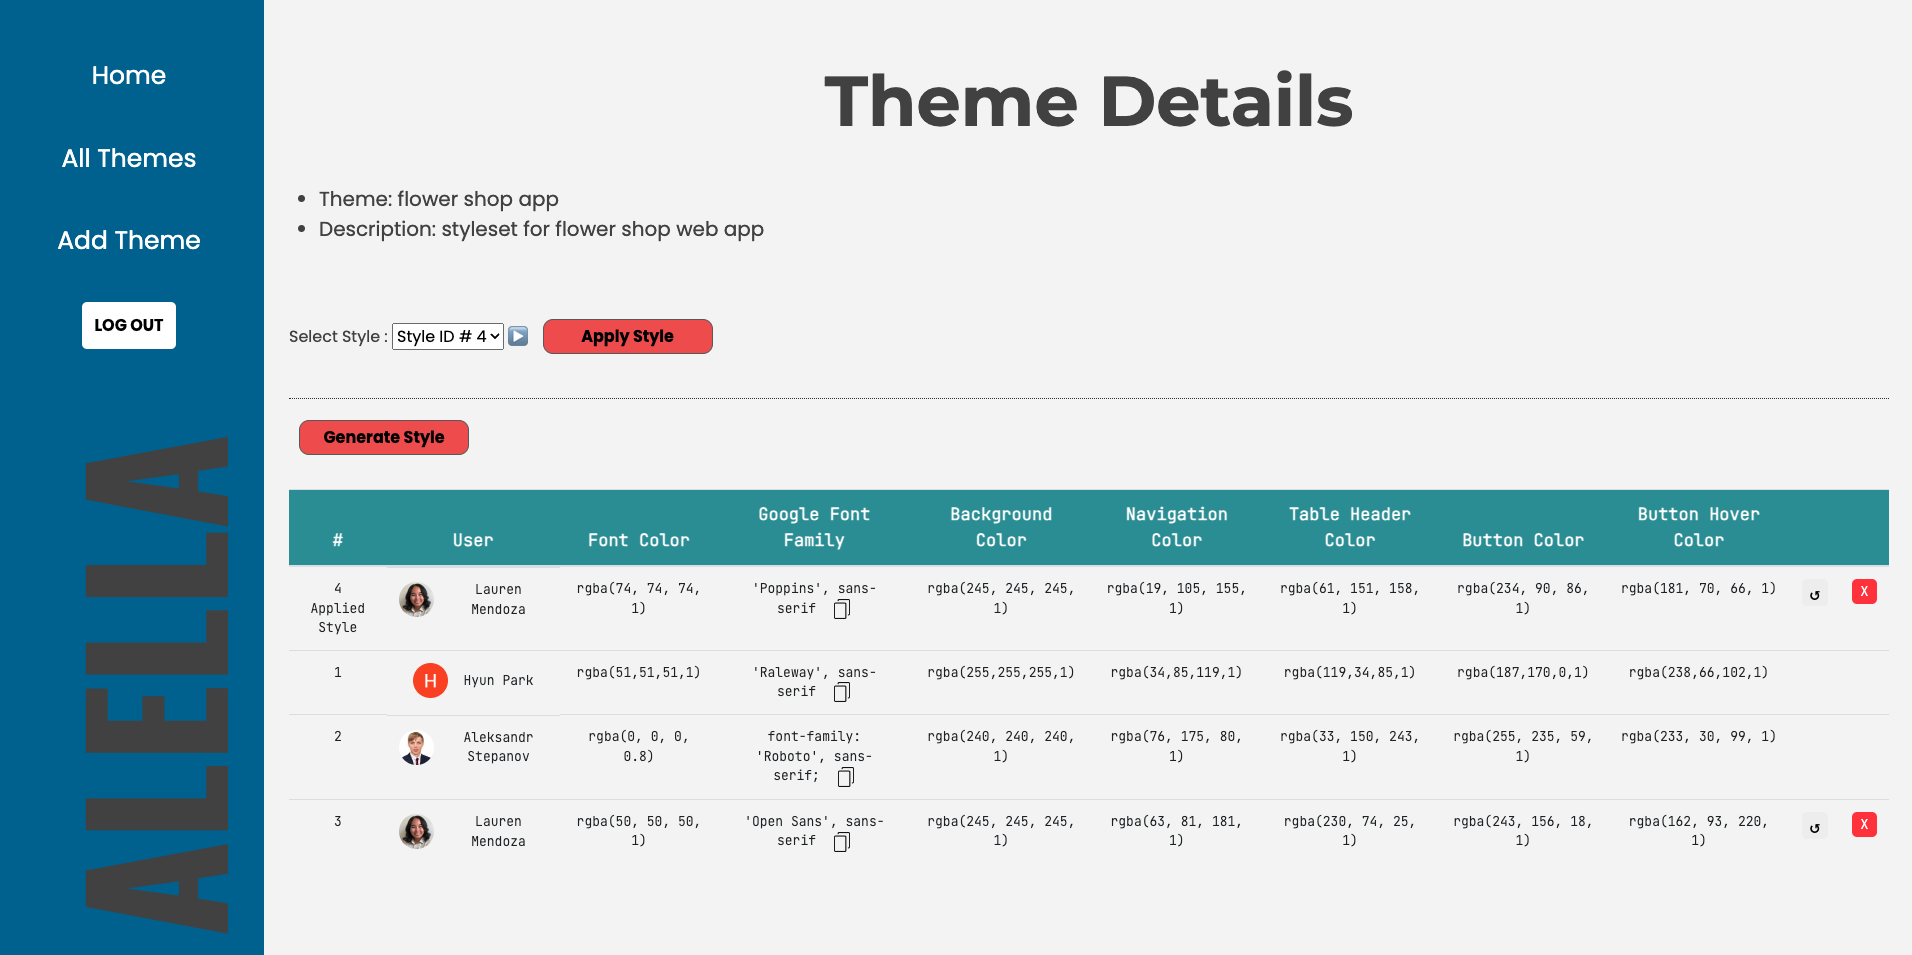 Home
All Themes
Add Theme
LOG OUT
ALELLA
Theme Details
Theme: flower shop app
Description: styleset for flower shop web app
Select Style : Style ID # 4 Apply Style
Generate Style
# User Font Color Google Font Family Background Color Navigation Color Table Header Color Button Color Button Hover Color
4 Applied Style Lauren Mendoza rgba(74, 74, 74, 1) 'Poppins', sans-serif rgba(245, 245, 245, 1) rgba(19, 105, 155, 1) rgba(61, 151, 158, 1) rgba(234, 90, 86, 1) rgba(181, 70, 66, 1) ↺ X
1 H Hyun Park rgba(51,51,51,1) 'Raleway', sans-serif rgba(255,255,255,1) rgba(34,85,119,1) rgba(119,34,85,1) rgba(187,170,0,1) rgba(238,66,102,1)
2 Aleksandr Stepanov rgba(0, 0, 0, 0.8) font-family: 'Roboto', sans-serif; rgba(240, 240, 240, 1) rgba(76, 175, 80, 1) rgba(33, 150, 243, 1) rgba(255, 235, 59, 1) rgba(233, 30, 99, 1)
3 Lauren Mendoza rgba(50, 50, 50, 1) 'Open Sans', sans-serif rgba(245, 245, 245, 1) rgba(63, 81, 181, 1) rgba(230, 74, 25, 1) rgba(243, 156, 18, 1) rgba(162, 93, 220, 1) ↺ X